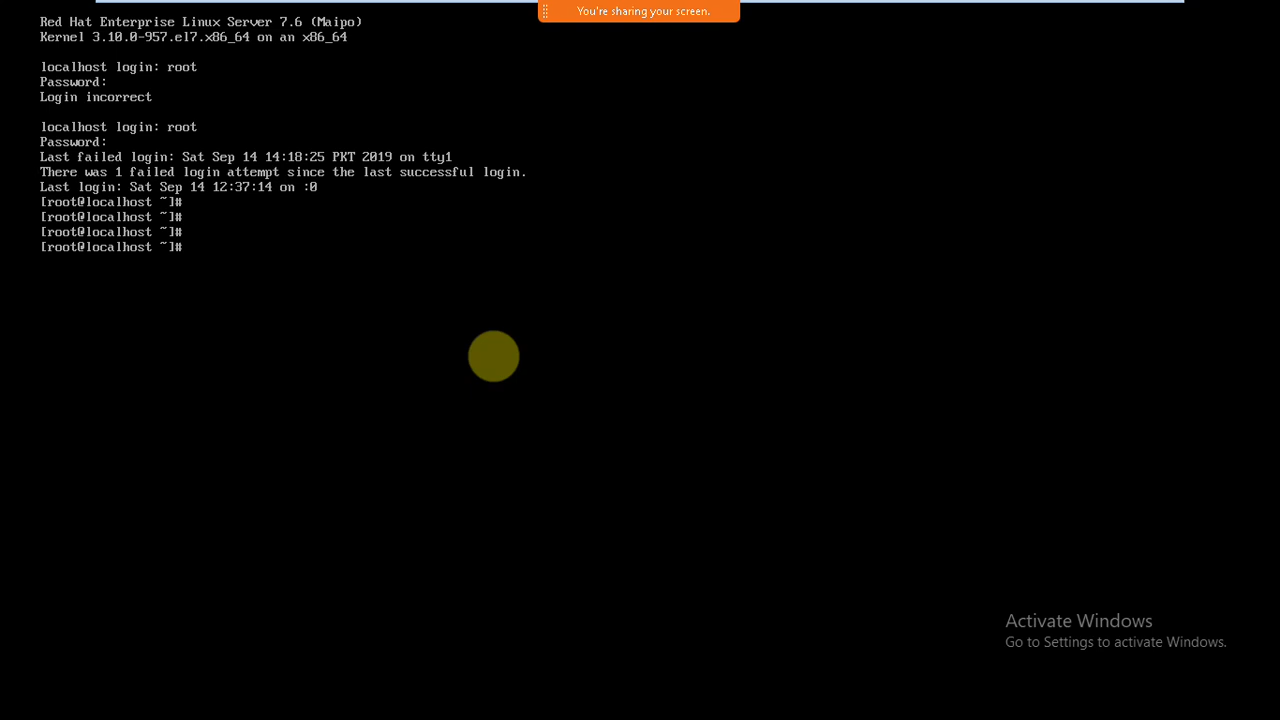 You're sharing your screen.
Red Hat Enterprise Linux Server 7.6 (Maipo)
Kernel 3.10.0-957.el7.x86_64 on an x86_64
localhost login: root
Password:
Login incorrect
localhost login: root
Password:
Last failed login: Sat Sep 14 14:18:25 PKT 2019 on tty1
There was 1 failed login attempt since the last successful login.
Last login: Sat Sep 14 12:37:14 on :0
[root@localhost ~]#
[root@localhost ~]#
[root@localhost ~]#
[root@localhost ~]#
Activate Windows
Go to Settings to activate Windows.